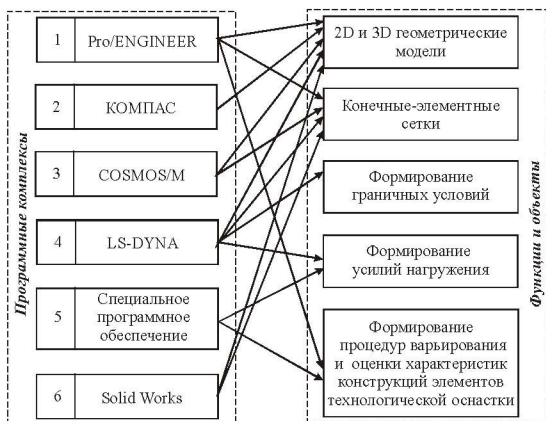 Программные комплексы
1 Pro/ENGINEER
2 КОМПАС
3 COSMOS/M
4 LS-DYNA
5 Специальное
программное
обеспечение
6 Solid Works
2D и 3D геометрические
модели
Конечные-элементные
сетки
Формирование
граничных условий
Формирование
усилий нагружения
Формирование
процедур варьирования
и оценки характеристик
конструкций элементов
технологической оснастки
Функции и объекты